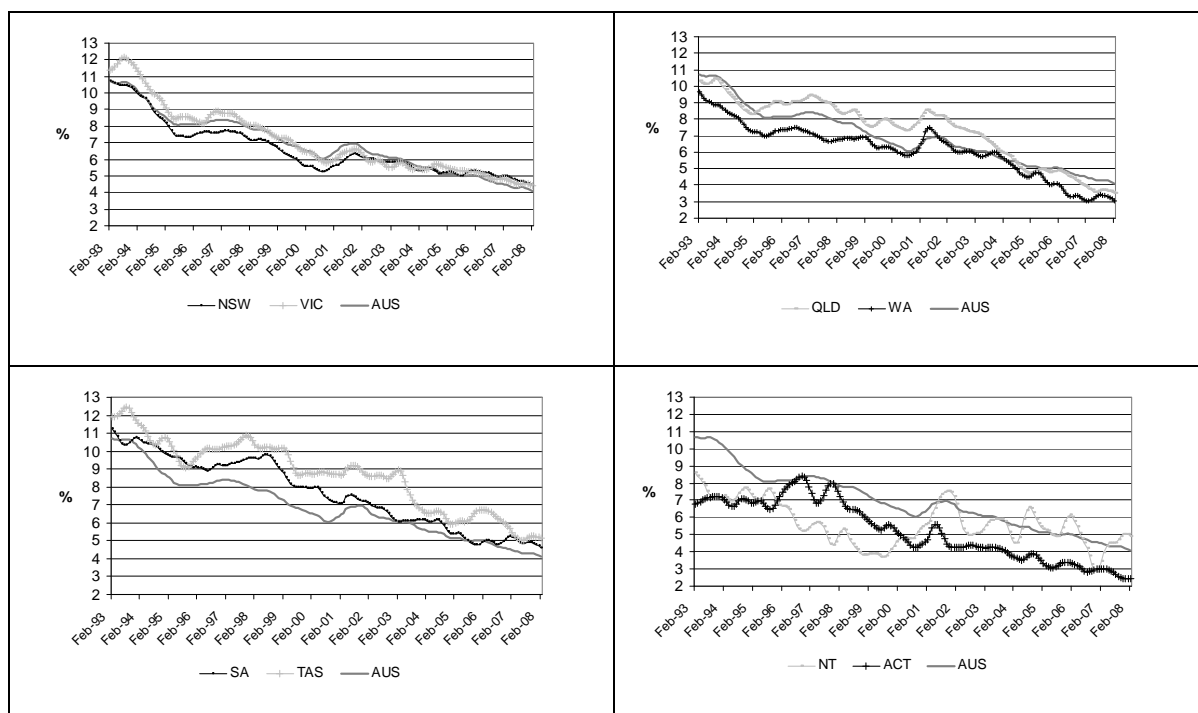 13
12
11
10
9
8
7
6
5
4
3
2
%
Feb-93
Feb-94
Feb-95
Feb-96
Feb-97
Feb-98
Feb-99
Feb-00
Feb-01
Feb-02
Feb-03
Feb-04
Feb-05
Feb-06
Feb-07
Feb-08
NSW VIC AUS
13
12
11
10
9
8
7
6
5
4
3
2
%
Feb-93
Feb-94
Feb-95
Feb-96
Feb-97
Feb-98
Feb-99
Feb-00
Feb-01
Feb-02
Feb-03
Feb-04
Feb-05
Feb-06
Feb-07
Feb-08
QLD WA AUS
13
12
11
10
9
8
7
6
5
4
3
2
%
Feb-93
Feb-94
Feb-95
Feb-96
Feb-97
Feb-98
Feb-99
Feb-00
Feb-01
Feb-02
Feb-03
Feb-04
Feb-05
Feb-06
Feb-07
Feb-08
SA TAS AUS
13
12
11
10
9
8
7
6
5
4
3
2
%
Feb-93
Feb-94
Feb-95
Feb-96
Feb-97
Feb-98
Feb-99
Feb-00
Feb-01
Feb-02
Feb-03
Feb-04
Feb-05
Feb-06
Feb-07
Feb-08
NT ACT AUS